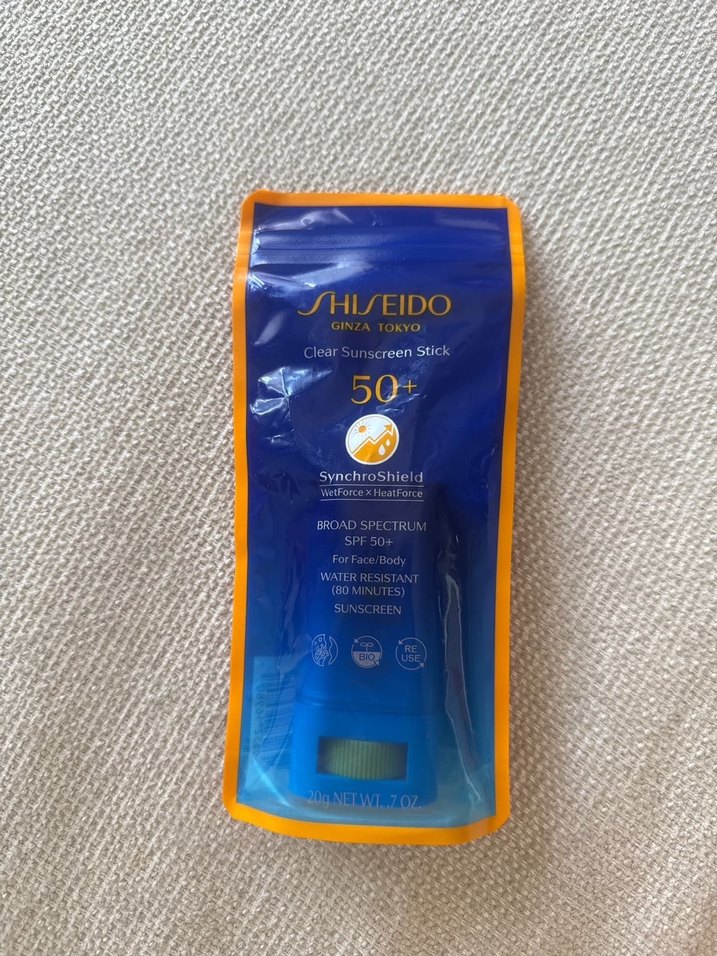 SHISEIDO
GINZA TOKYO
Clear Sunscreen Stick
50+
SynchroShield
WetForce × HeatForce
BROAD SPECTRUM
SPF 50+
For Face/Body
WATER RESISTANT
(80 MINUTES)
SUNSCREEN
BIO
RE
USE
20g NET WT. .7 OZ.